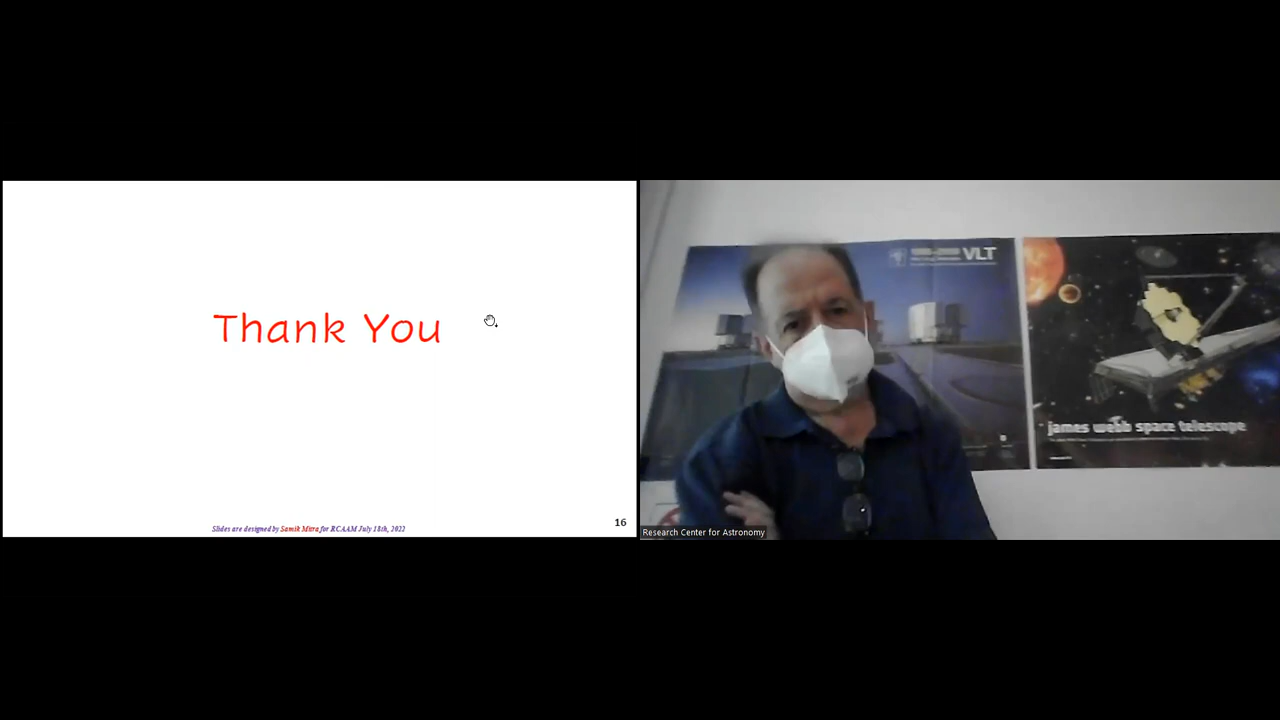 Thank You
Slides are designed by Samik Mitra for RCAAM July 18th, 2022
16
VLT
james webb space telescope
Research Center for Astronomy